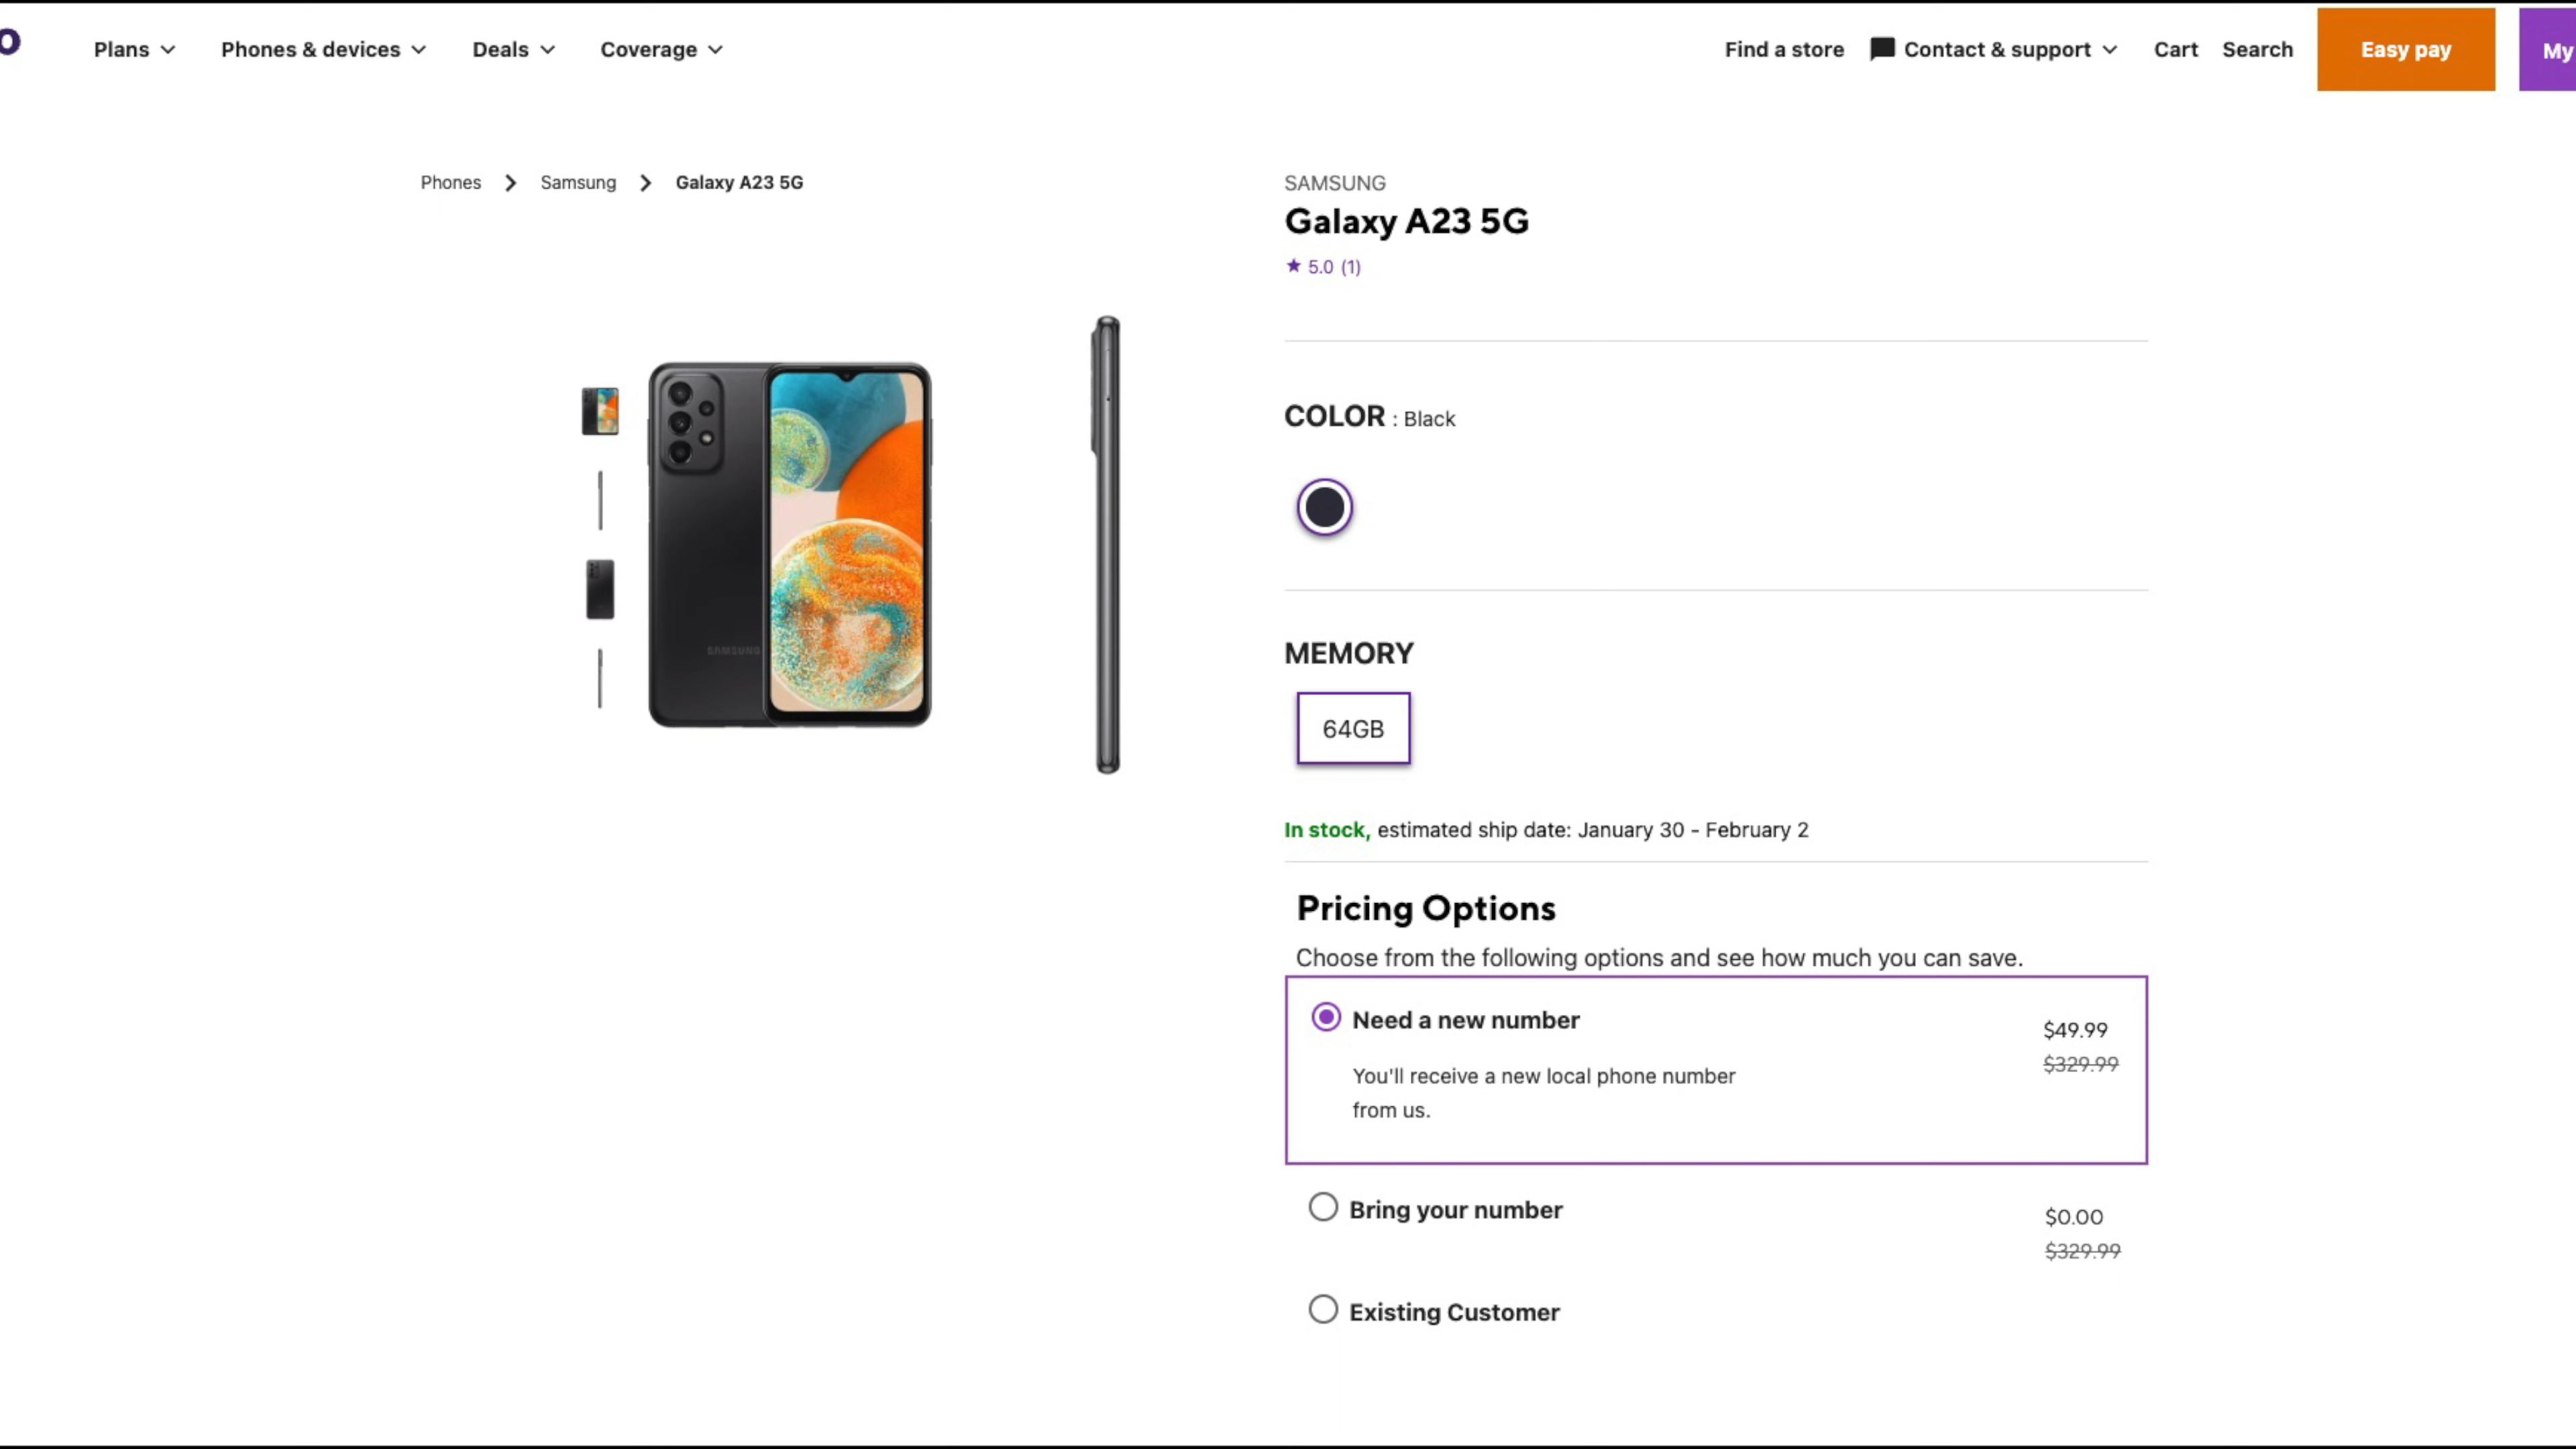 o
Plans
Phones & devices
Deals
Coverage
Find a store
Contact & support
Cart
Search
Easy pay
My
Phones > Samsung > Galaxy A23 5G
SAMSUNG
Galaxy A23 5G
★ 5.0 (1)
SAMSUNG
COLOR : Black
MEMORY
64GB
In stock, estimated ship date: January 30 - February 2
Pricing Options
Choose from the following options and see how much you can save.
Need a new number
$49.99
$329.99
You'll receive a new local phone number
from us.
Bring your number
$0.00
$329.99
Existing Customer